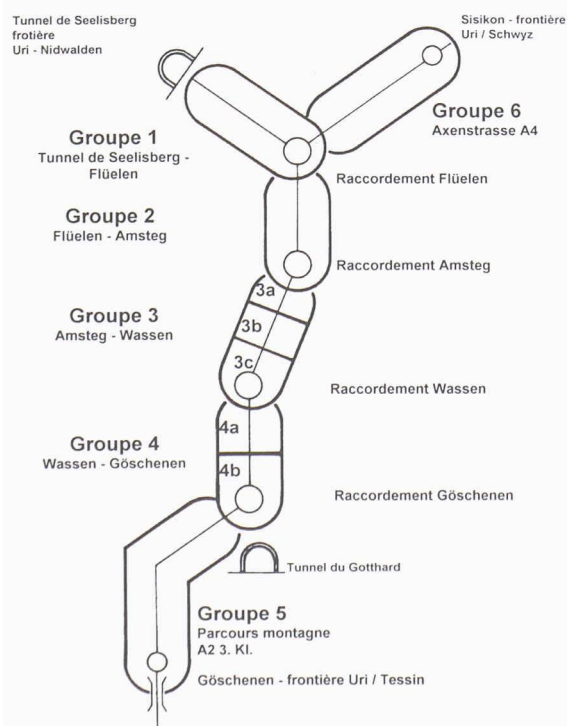 Tunnel de Seelisberg
frotière
Uri - Nidwalden
Sisikon - frontière
Uri / Schwyz
Groupe 6
Axenstrasse A4
Groupe 1
Tunnel de Seelisberg -
Flüelen
Raccordement Flüelen
Groupe 2
Flüelen - Amsteg
Raccordement Amsteg
3a
Groupe 3
Amsteg - Wassen
3b
3c
Raccordement Wassen
4a
Groupe 4
Wassen - Göschenen
4b
Raccordement Göschenen
Tunnel du Gotthard
Groupe 5
Parcours montagne
A2 3. Kl.
Göschenen - frontière Uri / Tessin